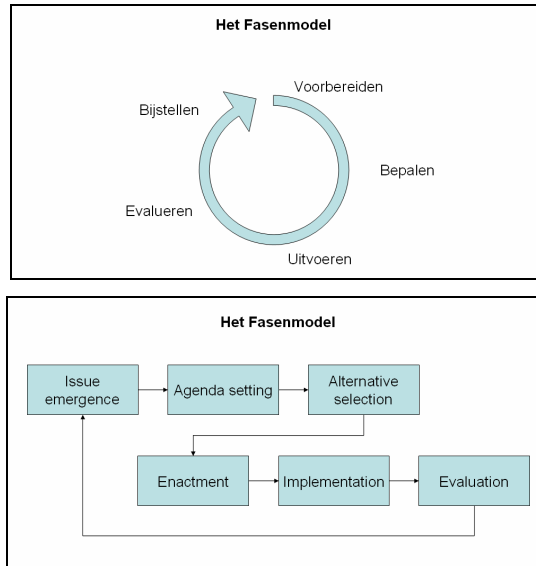 Het Fasenmodel
Voorbereiden
Bijstellen
Bepalen
Evalueren
Uitvoeren
Het Fasenmodel
Issue
emergence
Agenda setting
Alternative
selection
Enactment
Implementation
Evaluation